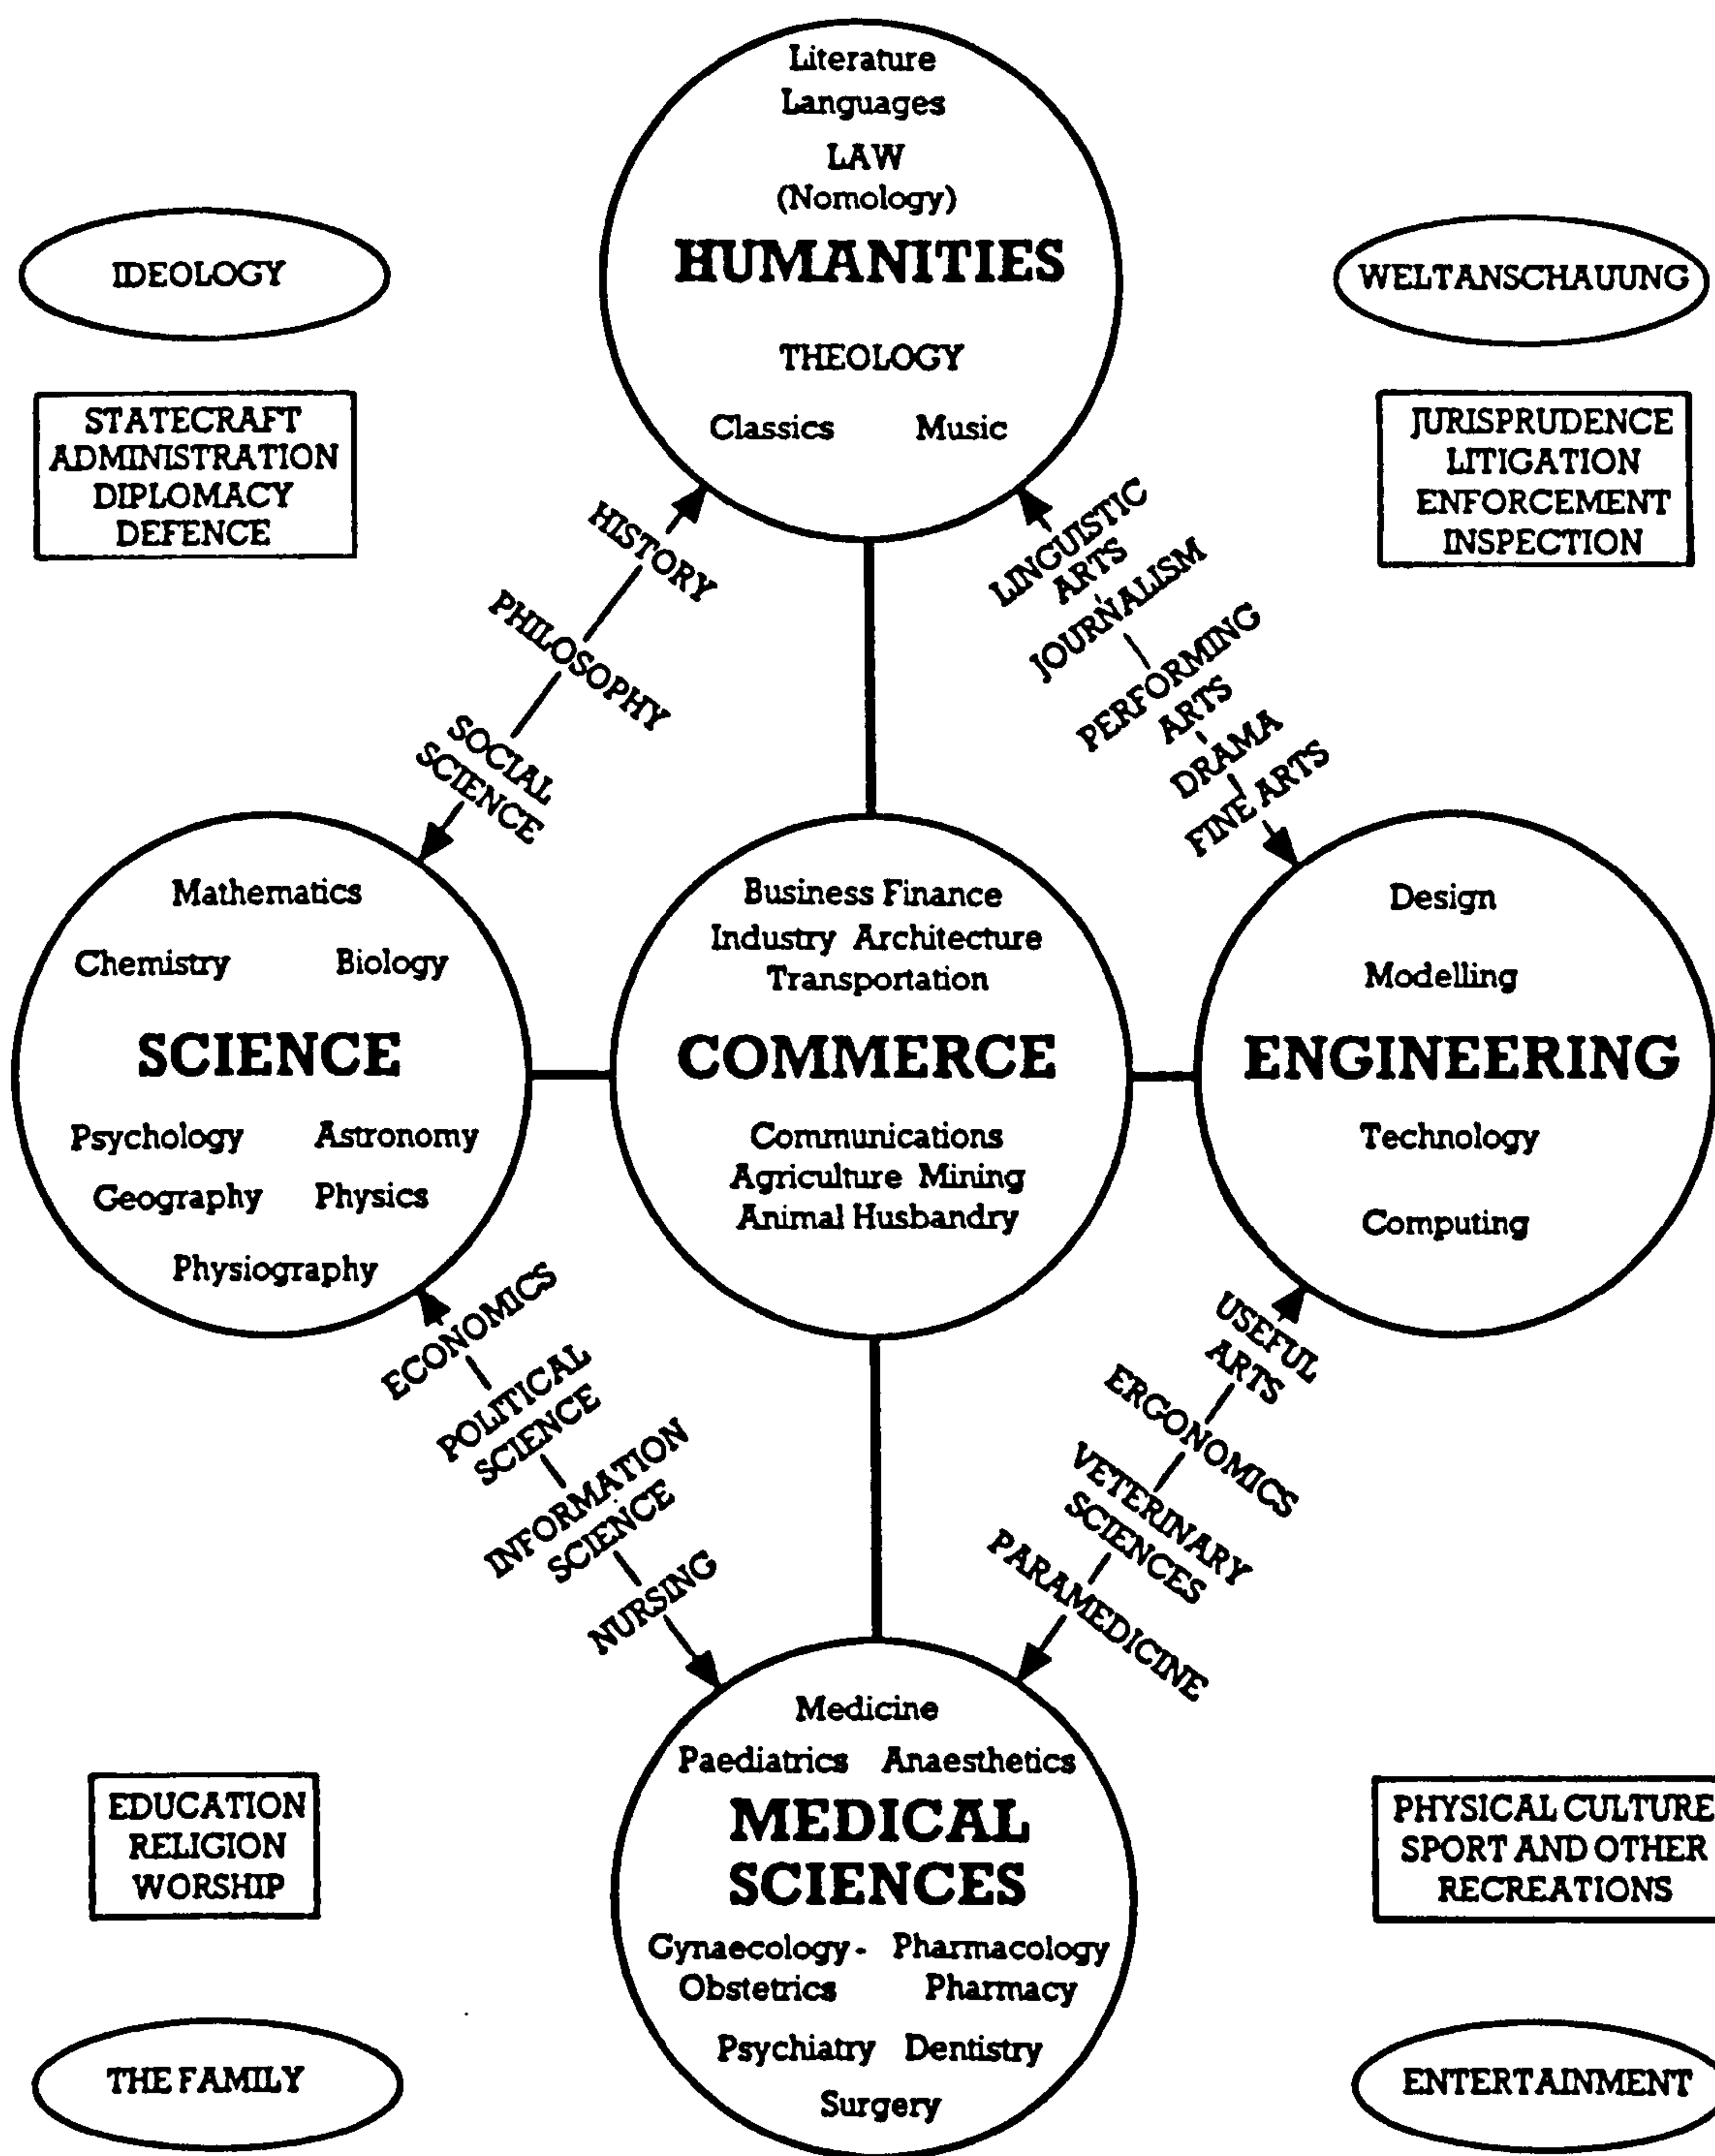 Literature
Languages
LAW
(Nomology)
HUMANITIES
THEOLOGY
Classics Music
IDEOLOGY
STATECRAFT
ADMINISTRATION
DIPLOMACY
DEFENCE
WELTANSCHAUUNG
JURISPRUDENCE
LITIGATION
ENFORCEMENT
INSPECTION
HISTORY
PHILOSOPHY
SOCIAL
SCIENCE
LINGUISTIC
ARTS
JOURNALISM
PERFORMING
ARTS
DRAMA
FINE ARTS
Mathematics
Chemistry Biology
SCIENCE
Psychology Astronomy
Geography Physics
Physiography
Business Finance
Industry Architecture
Transportation
COMMERCE
Communications
Agriculture Mining
Animal Husbandry
Design
Modelling
ENGINEERING
Technology
Computing
ECONOMICS
POLITICAL
SCIENCE
INFORMATION
SCIENCE
NURSING
USEFUL
ARTS
ERGONOMICS
VETERINARY
SCIENCES
PARAMEDICINE
Medicine
Paediatrics Anaesthetics
MEDICAL
SCIENCES
Gynaecology- Pharmacology
Obstetrics Pharmacy
Psychiatry Dentistry
Surgery
EDUCATION
RELIGION
WORSHIP
THE FAMILY
PHYSICAL CULTURE
SPORT AND OTHER
RECREATIONS
ENTERTAINMENT